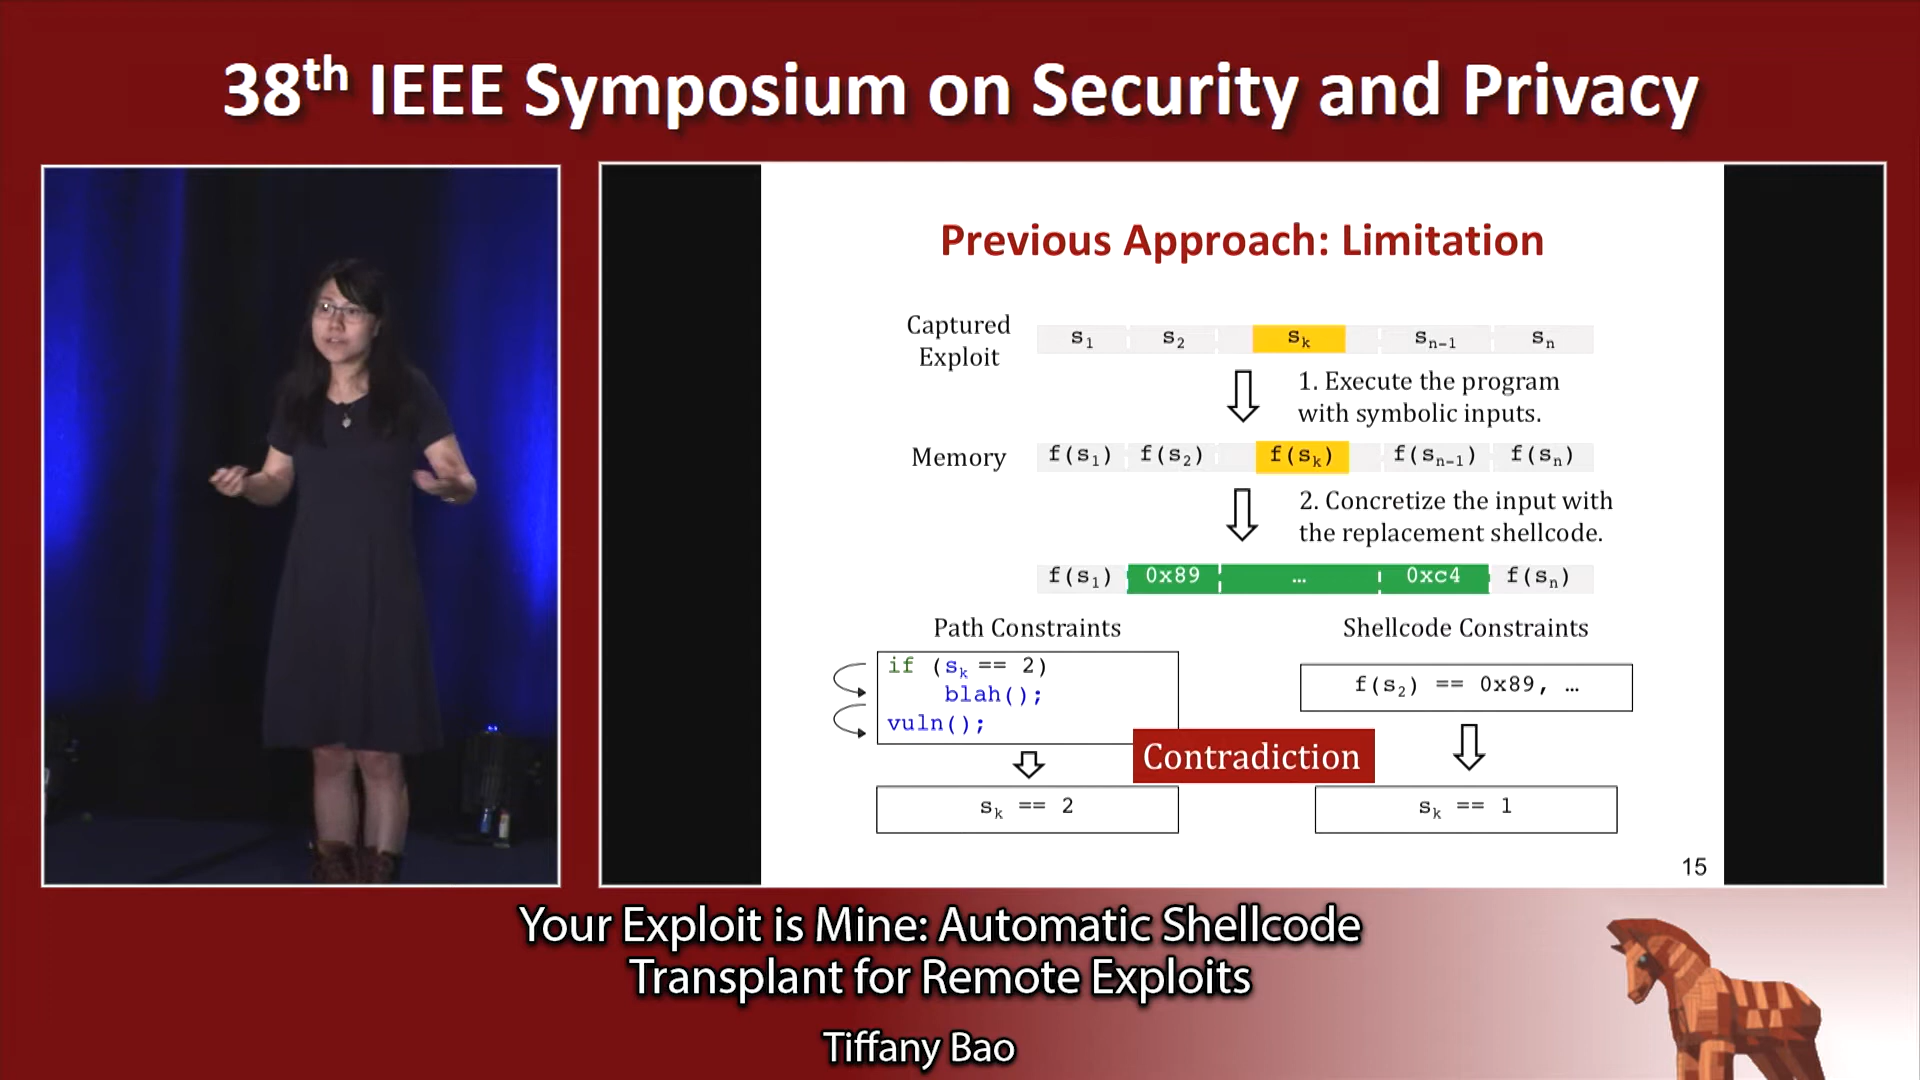 38th IEEE Symposium on Security and Privacy
Previous Approach: Limitation
Captured
Exploit
s1 s2 sk sn-1 sn
1. Execute the program
with symbolic inputs.
Memory
f(s1) f(s2) f(sk) f(sn-1) f(sn)
2. Concretize the input with
the replacement shellcode.
f(s1) 0x89 … 0xc4 f(sn)
Path Constraints
Shellcode Constraints
if (sk == 2)
blah();
vuln();
f(s2) == 0x89, …
Contradiction
sk == 2
sk == 1
15
Your Exploit is Mine: Automatic Shellcode
Transplant for Remote Exploits
Tiffany Bao